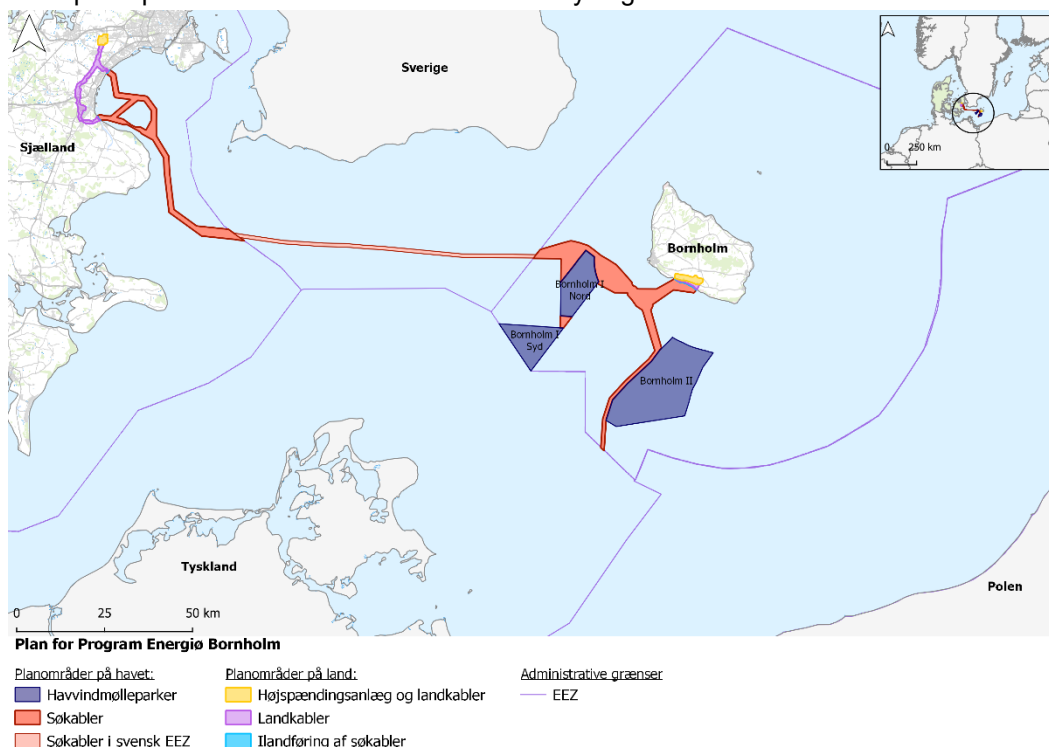 Sverige
Sjælland
0 250 km
Bornholm
Bornholm I
Nord
Bornholm I
Syd
Bornholm II
Tyskland
Polen
0 25 50 km
Plan for Program Energiø Bornholm
Planområder på havet:
Havvindmølleparker
Søkabler
Søkabler i svensk EEZ
Planområder på land:
Højspændingsanlæg og landkabler
Landkabler
Ilandføring af søkabler
Administrative grænser
EEZ